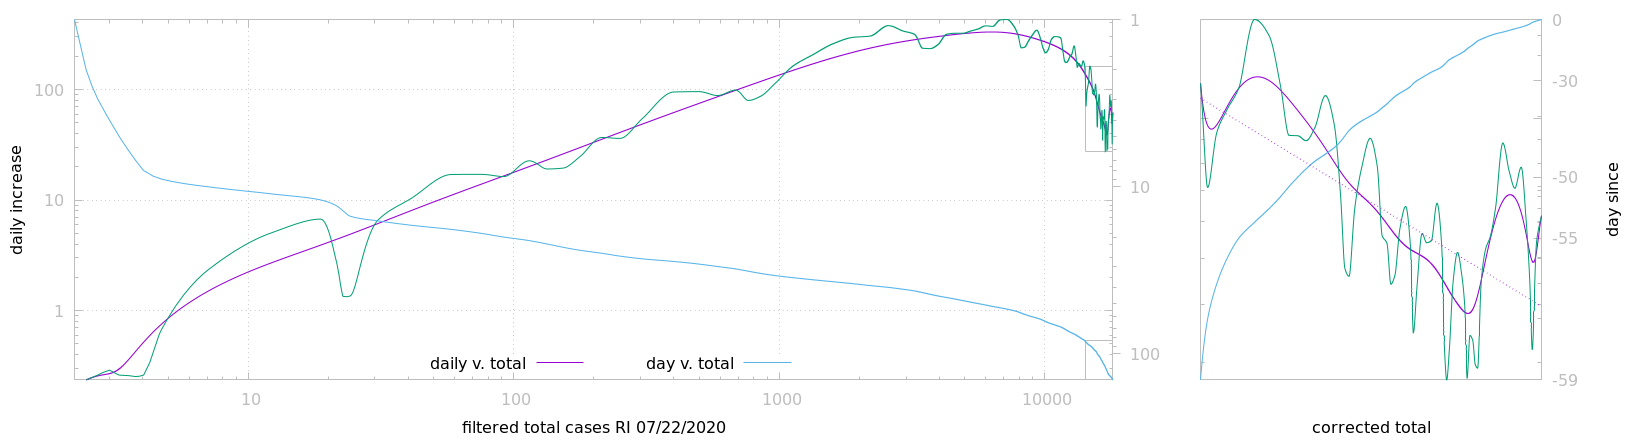 daily increase
100
10
1
10
100
1000
10000
1
10
100
daily v. total
day v. total
filtered total cases RI 07/22/2020
0
-30
-50
-55
-59
day since
corrected total